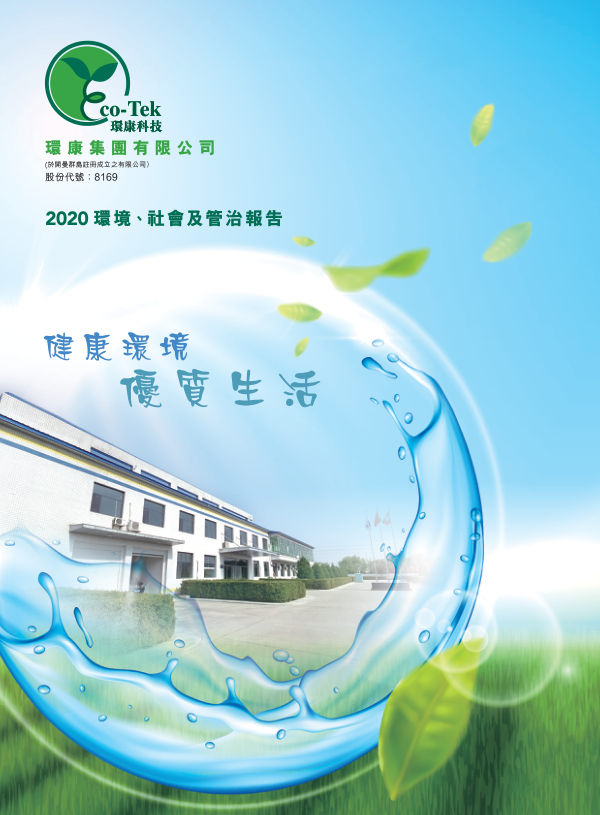 Eco-Tek
環康科技
環康集團有限公司
(於開曼群島註冊成立之有限公司)
股份代號：8169
2020 環境、社會及管治報告
健康環境
優質生活